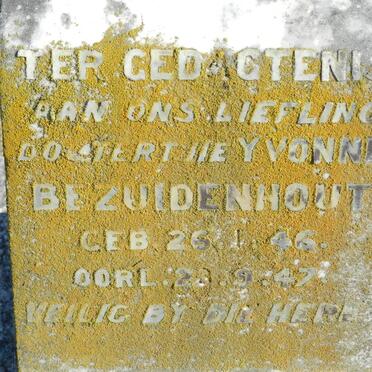 TER GEDAGTENIS
AAN ONS LIEFLING
DOGTERTJIE YVONNE
BEZUIDENHOUT
GEB. 26.1.46.
OORL. 23.9.47
VEILIG BY DIE HERE